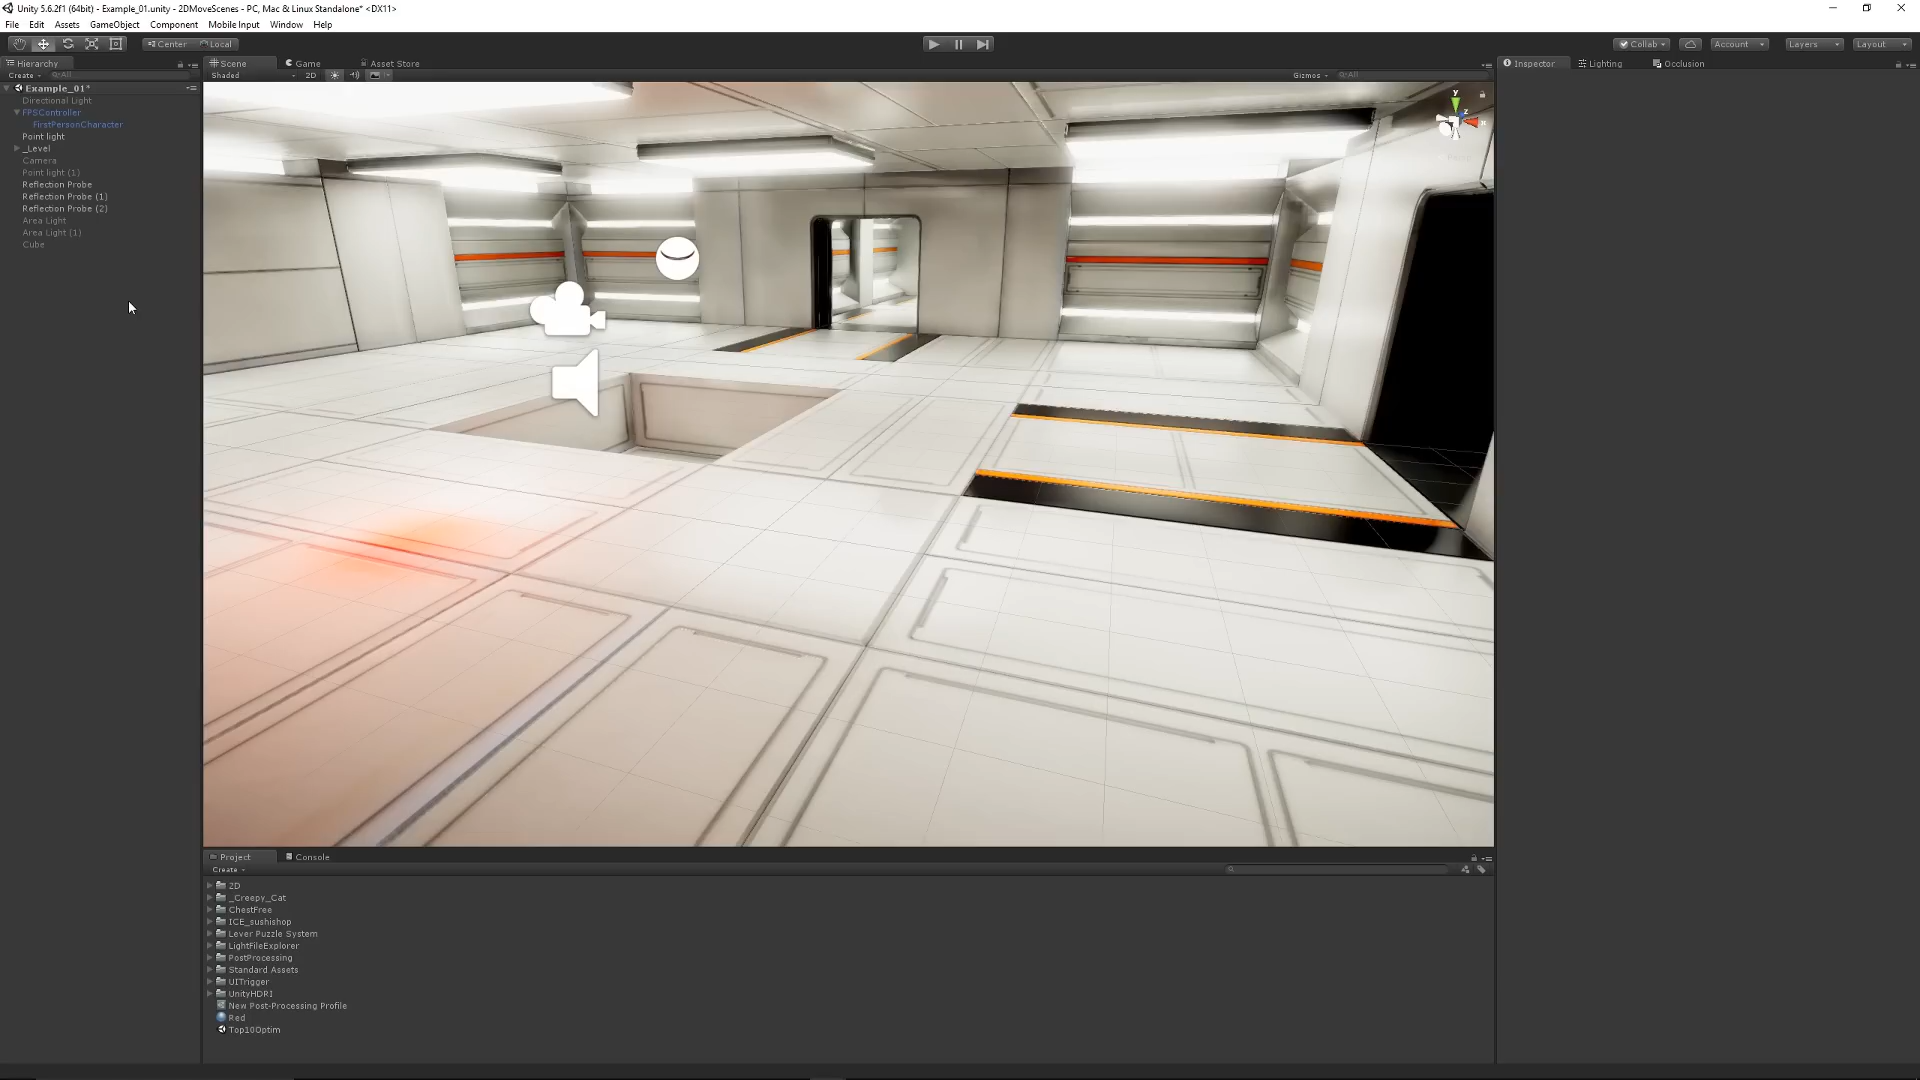 Unity 5.6.2f1 (64bit) - Example_01.unity - 2DMoveScenes - PC, Mac & Linux Standalone* <DX11>
File Edit Assets GameObject Component Mobile Input Window Help
Center Local Collab Account Layers Layout
Hierarchy Scene Game Asset Store Inspector Lighting Occlusion
Create All Shaded 2D Gizmos All
Example_01*
Directional Light
FPSController
FirstPersonCharacter
Point light
_Level
Camera
Point light (1)
Reflection Probe
Reflection Probe (1)
Reflection Probe (2)
Area Light
Area Light (1)
Cube
y
z
x
Project Console
Create
2D
_Creepy_Cat
ChestFree
ICE_sushishop
Lever Puzzle System
LightFileExplorer
PostProcessing
Standard Assets
UITrigger
UnityHDRI
New Post-Processing Profile
Red
Top10Optim